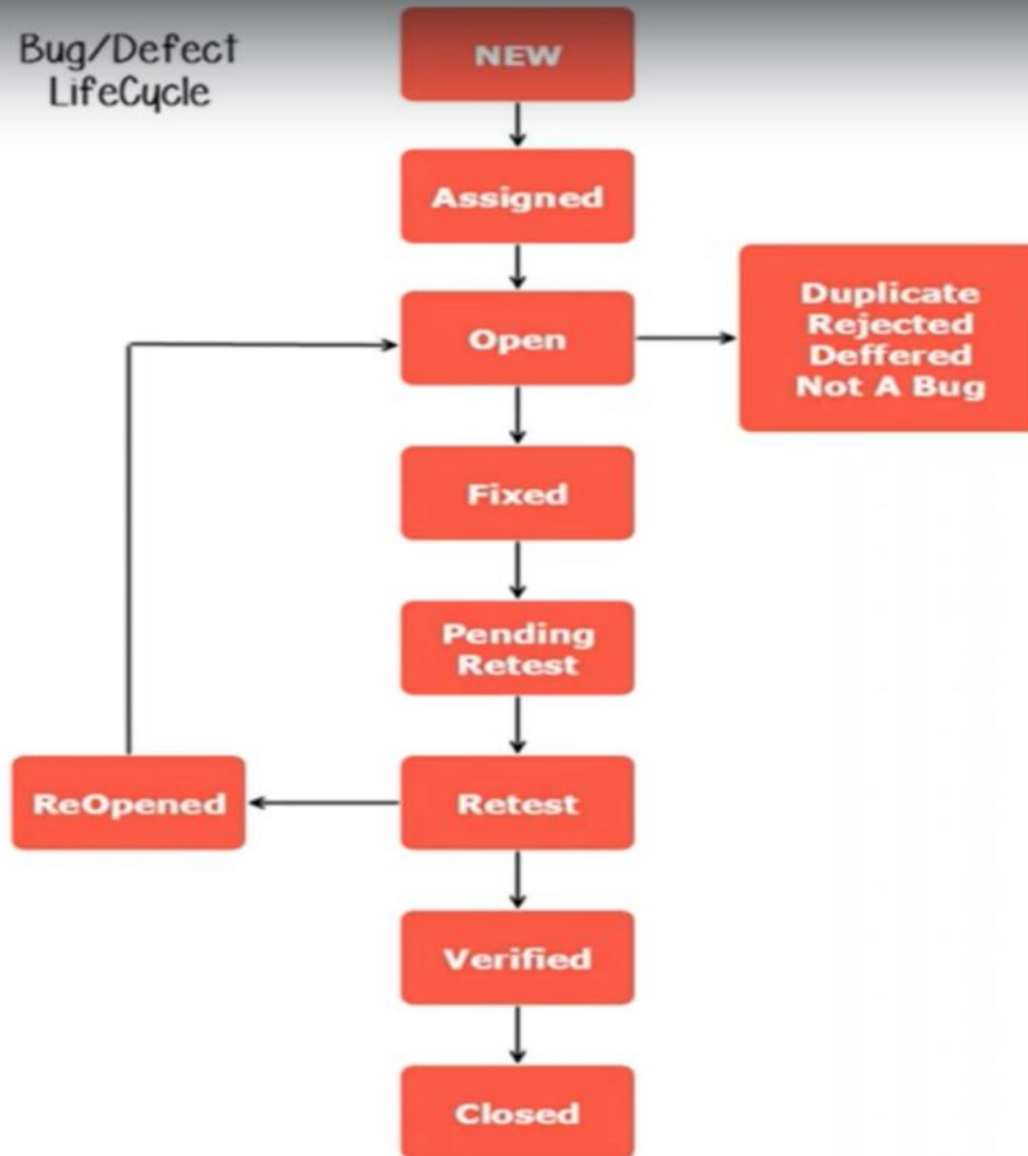 Bug/Defect
LifeCycle
NEW
Assigned
Open
Duplicate
Rejected
Deffered
Not A Bug
Fixed
Pending
Retest
ReOpened
Retest
Verified
Closed